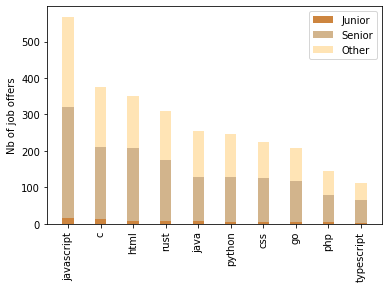 Nb of job offers
500
400
300
200
100
0
Junior
Senior
Other
javascript
c
html
rust
java
python
css
go
php
typescript